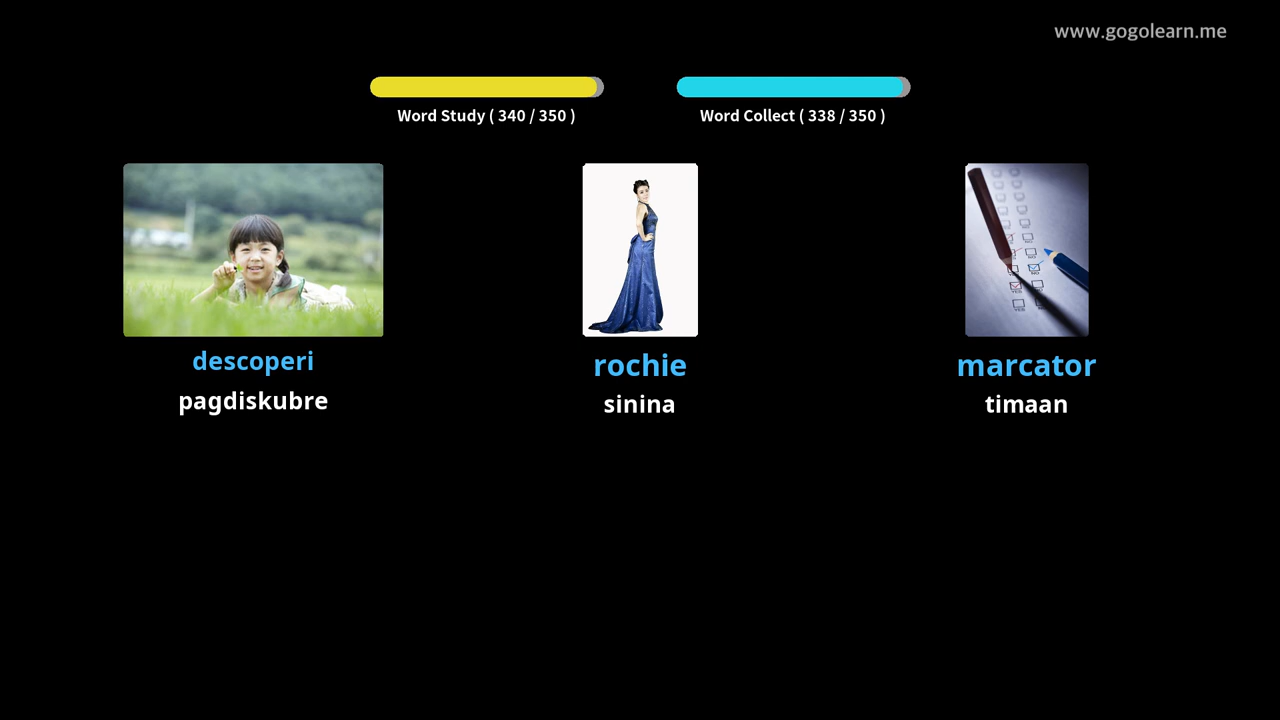 www.gogolearn.me
Word Study ( 340 / 350 )
Word Collect ( 338 / 350 )
descoperi
pagdiskubre
rochie
sinina
marcator
timaan